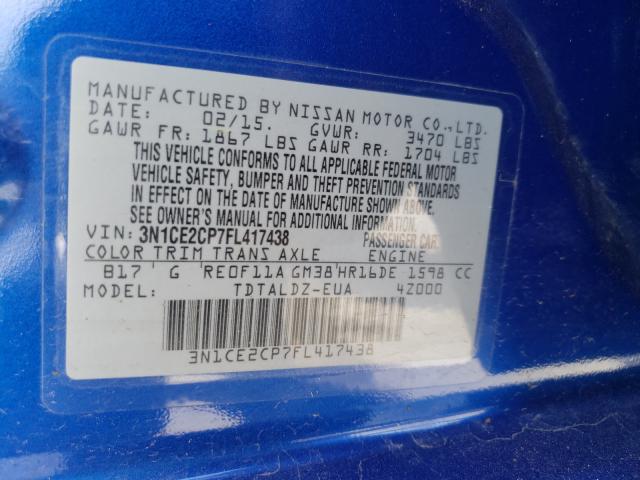 MANUFACTURED BY NISSAN MOTOR CO.,LTD.
DATE: 02/15. GVWR: 3470 LBS
GAWR FR: 1867 LBS GAWR RR: 1704 LBS
THIS VEHICLE CONFORMS TO ALL APPLICABLE FEDERAL MOTOR
VEHICLE SAFETY, BUMPER AND THEFT PREVENTION STANDARDS
IN EFFECT ON THE DATE OF MANUFACTURE SHOWN ABOVE.
SEE OWNER'S MANUAL FOR ADDITIONAL INFORMATION.
VIN: 3N1CE2CP7FL417438 PASSENGER CAR
COLOR TRIM TRANS AXLE ENGINE
B17 G RE0F11A GM38 HR16DE 1598 CC
MODEL: TDTALDZ-EUA 4Z000
3N1CE2CP7FL417438